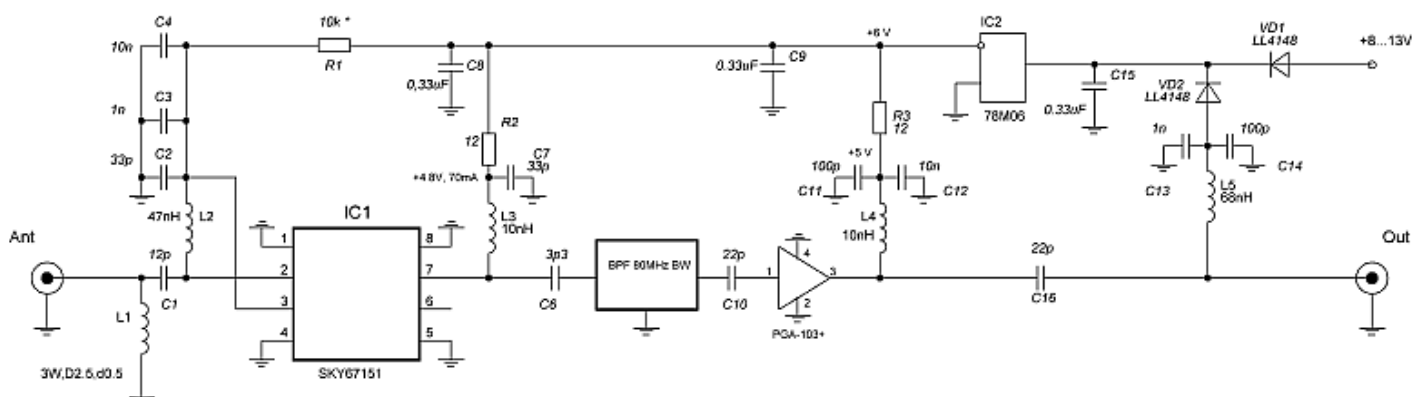 C4
10n
10k *
R1
C3
1n
C2
33p
C8
0,33uF
R2
12
C7
33p
+4.8V, 70mA
L3
10nH
47nH
L2
IC1
1
2
3
4
8
7
6
5
SKY67151
Ant
12p
C1
L1
3W,D2.5,d0.5
3p3
C6
BPF 80MHz BW
22p
C10
1
4
3
2
PGA-103+
C9
0.33uF
+6 V
R3
12
+5 V
100p
10n
C11
C12
L4
10nH
IC2
78M06
C15
0.33uF
VD1
LL4148
+8...13V
VD2
LL4148
1n
100p
C13
C14
L5
68nH
22p
C16
Out